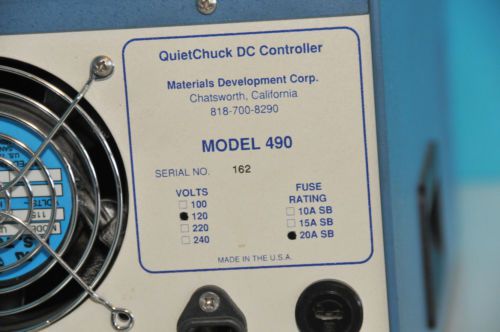 QuietChuck DC Controller
Materials Development Corp.
Chatsworth, California
818-700-8290
MODEL 490
SERIAL NO. 162
VOLTS
100
120
220
240
FUSE
RATING
10A SB
15A SB
20A SB
MADE IN THE U.S.A.